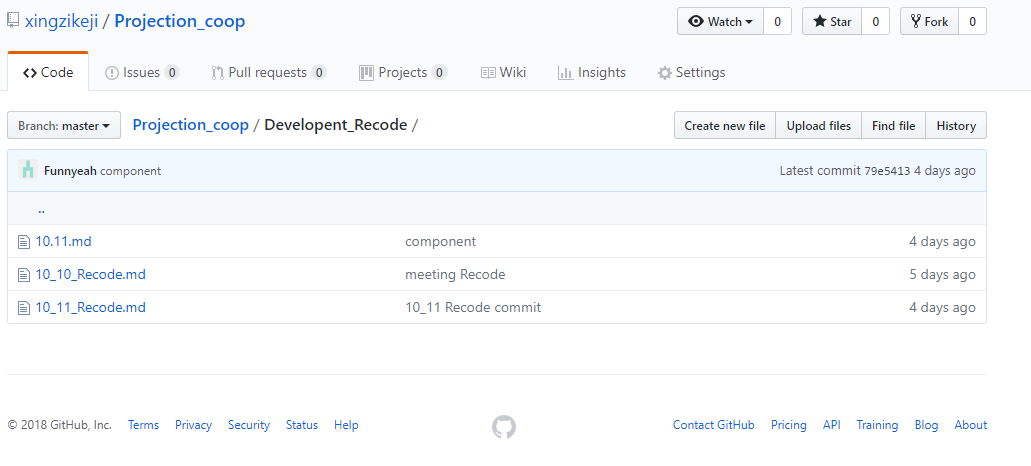 xingzikeji / Projection_coop Watch 0 Star 0 Fork 0
Code Issues 0 Pull requests 0 Projects 0 Wiki Insights Settings
Branch: master Projection_coop / Developent_Recode / Create new file Upload files Find file History
Funnyeah component Latest commit 79e5413 4 days ago
..
10.11.md component 4 days ago
10_10_Recode.md meeting Recode 5 days ago
10_11_Recode.md 10_11 Recode commit 4 days ago
© 2018 GitHub, Inc. Terms Privacy Security Status Help Contact GitHub Pricing API Training Blog About